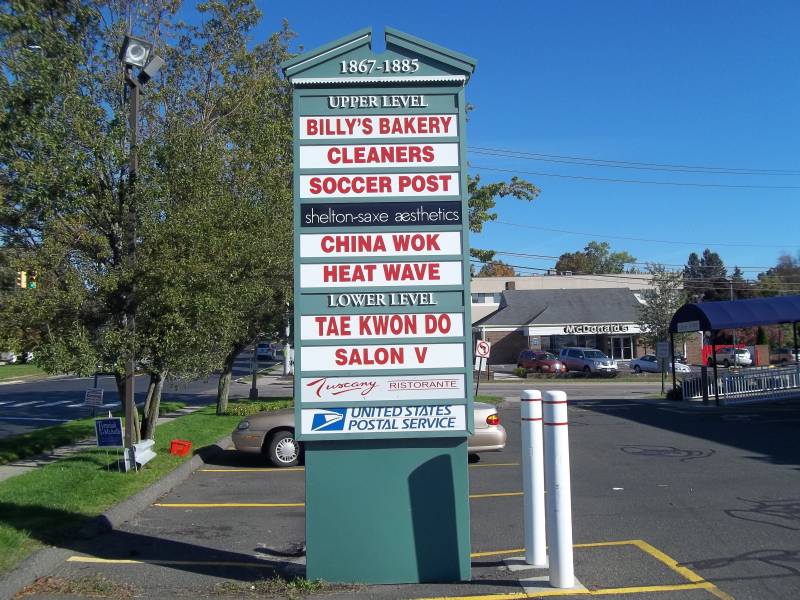 1867-1885
UPPER LEVEL
BILLY'S BAKERY
CLEANERS
SOCCER POST
shelton-saxe æsthetics
CHINA WOK
HEAT WAVE
LOWER LEVEL
TAE KWON DO
SALON V
Tuscany RISTORANTE
UNITED STATES
POSTAL SERVICE
McDonald's